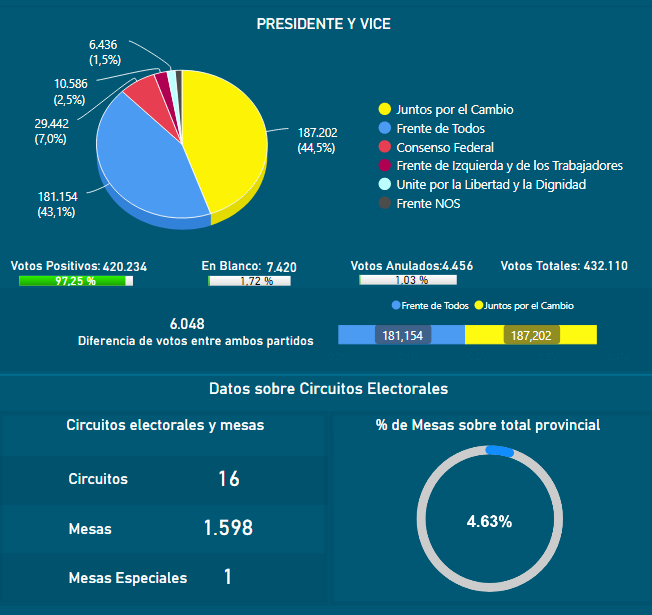 PRESIDENTE Y VICE
6.436
(1,5%)
10.586
(2,5%)
29.442
(7,0%)
181.154
(43,1%)
187.202
(44,5%)
Juntos por el Cambio
Frente de Todos
Consenso Federal
Frente de Izquierda y de los Trabajadores
Unite por la Libertad y la Dignidad
Frente NOS
Votos Positivos: 420.234
97,25 %
En Blanco: 7.420
1,72 %
Votos Anulados:4.456
1,03 %
Votos Totales: 432.110
6.048
Diferencia de votos entre ambos partidos
Frente de Todos Juntos por el Cambio
181,154 187,202
Datos sobre Circuitos Electorales
Circuitos electorales y mesas
Circuitos 16
Mesas 1.598
Mesas Especiales 1
% de Mesas sobre total provincial
4.63%